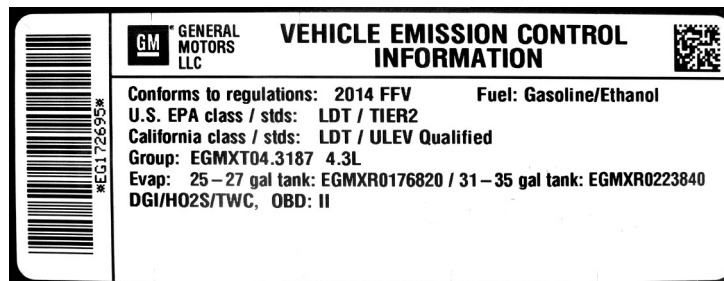 *EG172695*
GM
GENERAL
MOTORS
LLC
VEHICLE EMISSION CONTROL
INFORMATION
Conforms to regulations: 2014 FFV Fuel: Gasoline/Ethanol
U.S. EPA class / stds: LDT / TIER2
California class / stds: LDT / ULEV Qualified
Group: EGMXT04.3187 4.3L
Evap: 25–27 gal tank: EGMXR0176820 / 31–35 gal tank: EGMXR0223840
DGI/HO2S/TWC, OBD: II